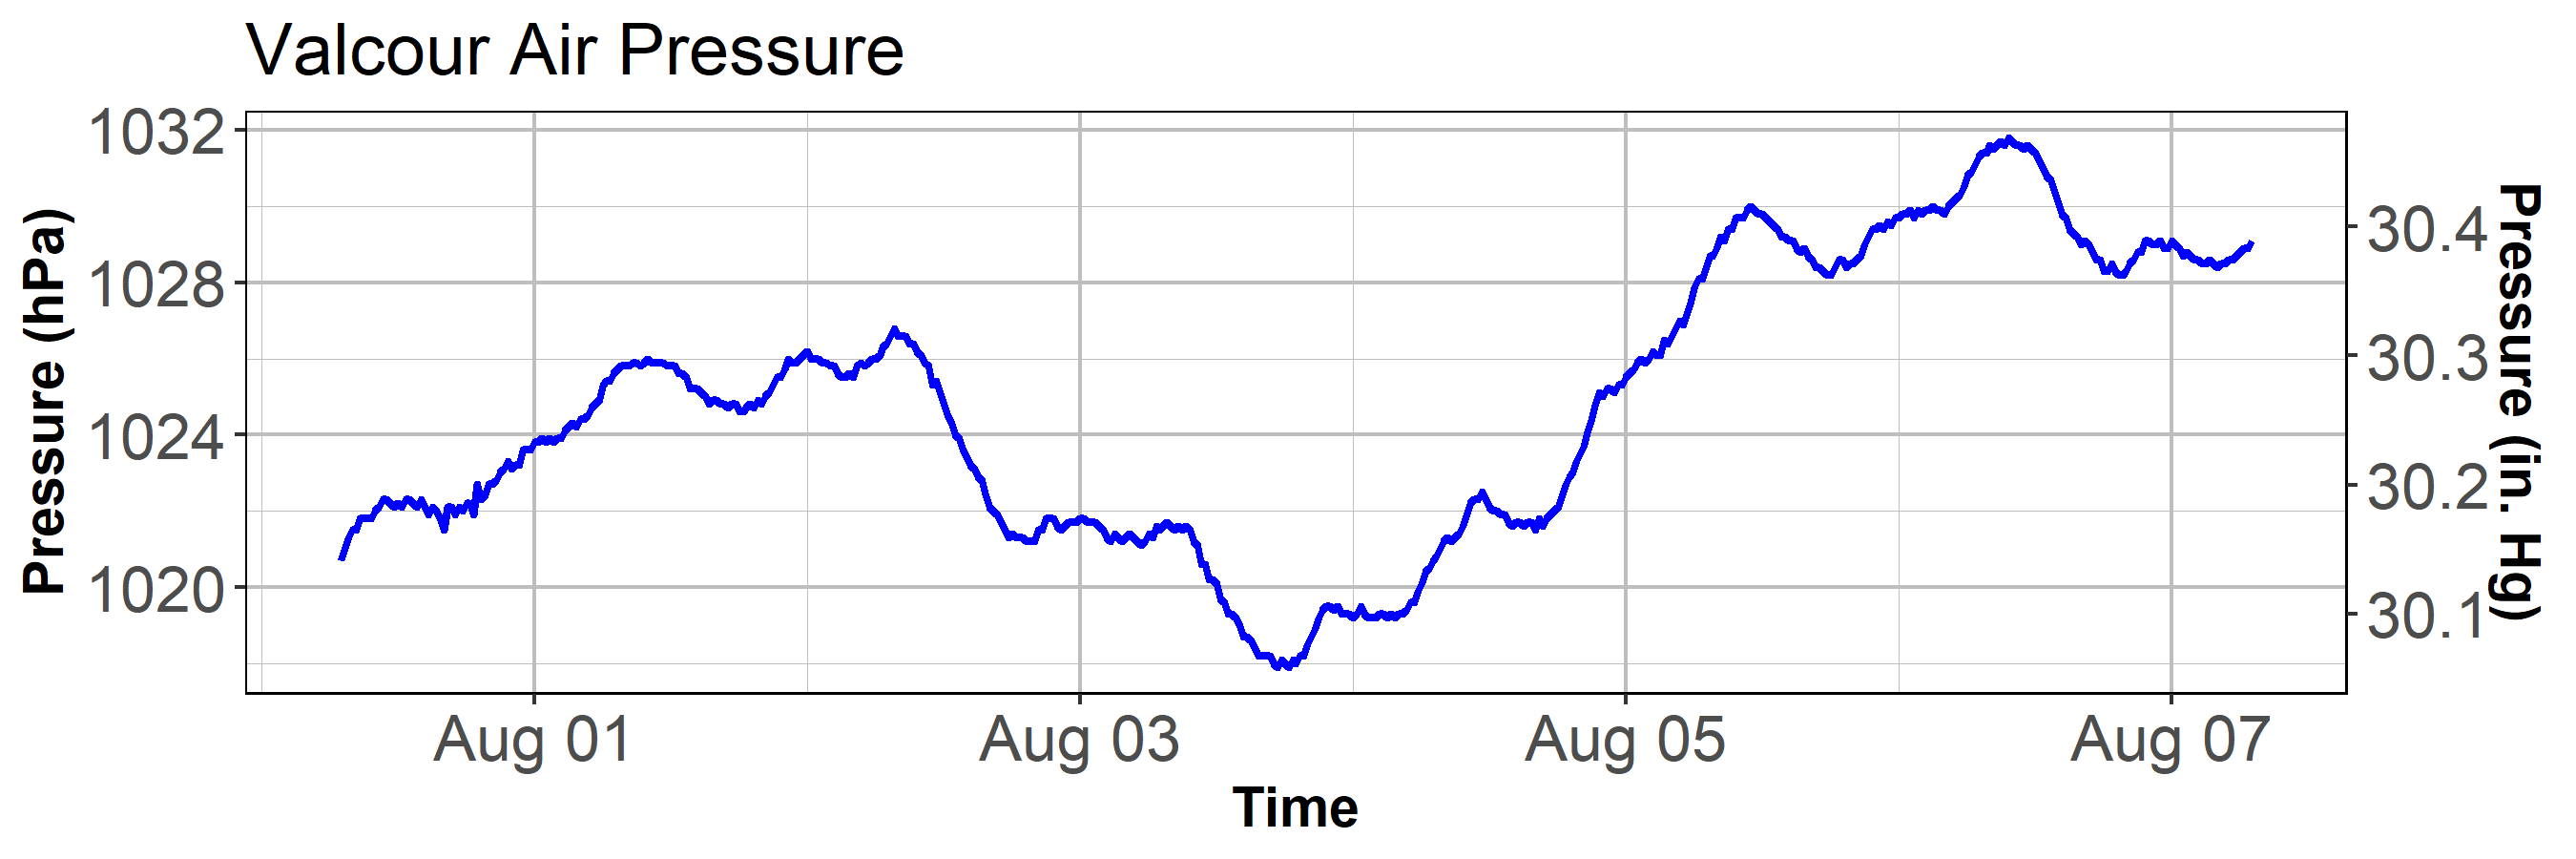 Valcour Air Pressure
1032
1028
1024
1020
Pressure (hPa)
30.4
30.3
30.2
30.1
Pressure (in. Hg)
Aug 01
Aug 03
Aug 05
Aug 07
Time